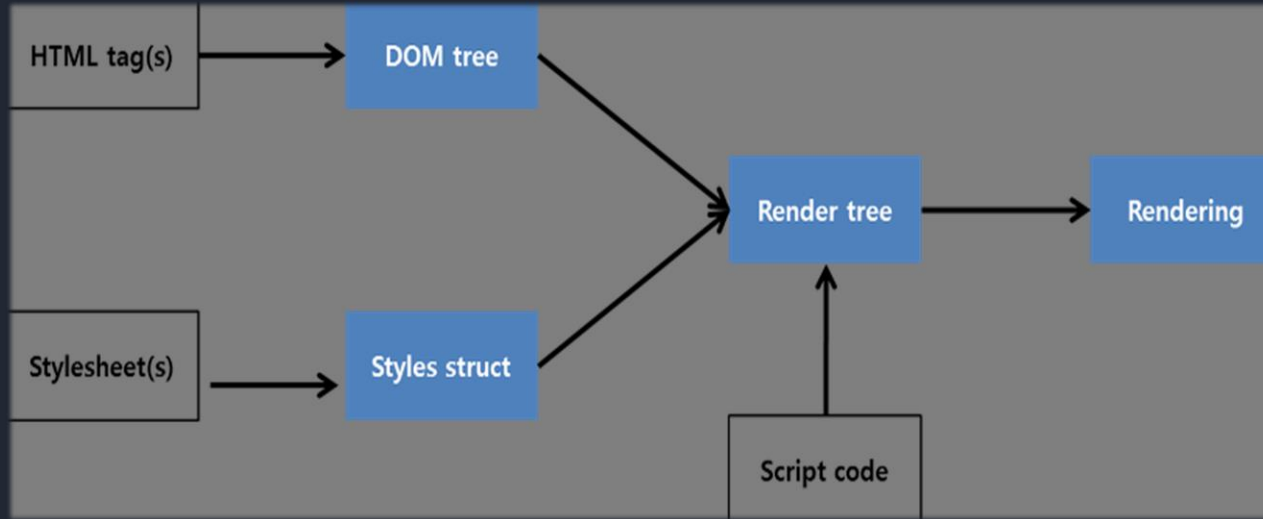 HTML tag(s)
DOM tree
Render tree
Rendering
Stylesheet(s)
Styles struct
Script code